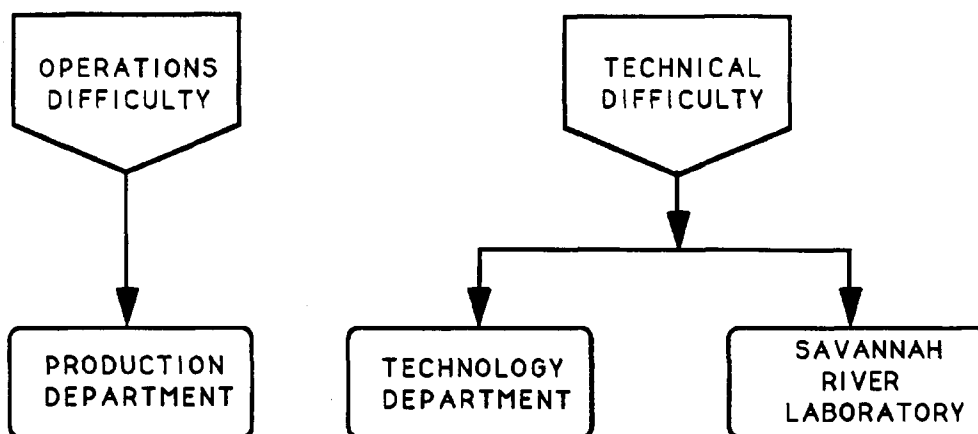 OPERATIONS
DIFFICULTY
TECHNICAL
DIFFICULTY
PRODUCTION
DEPARTMENT
TECHNOLOGY
DEPARTMENT
SAVANNAH
RIVER
LABORATORY